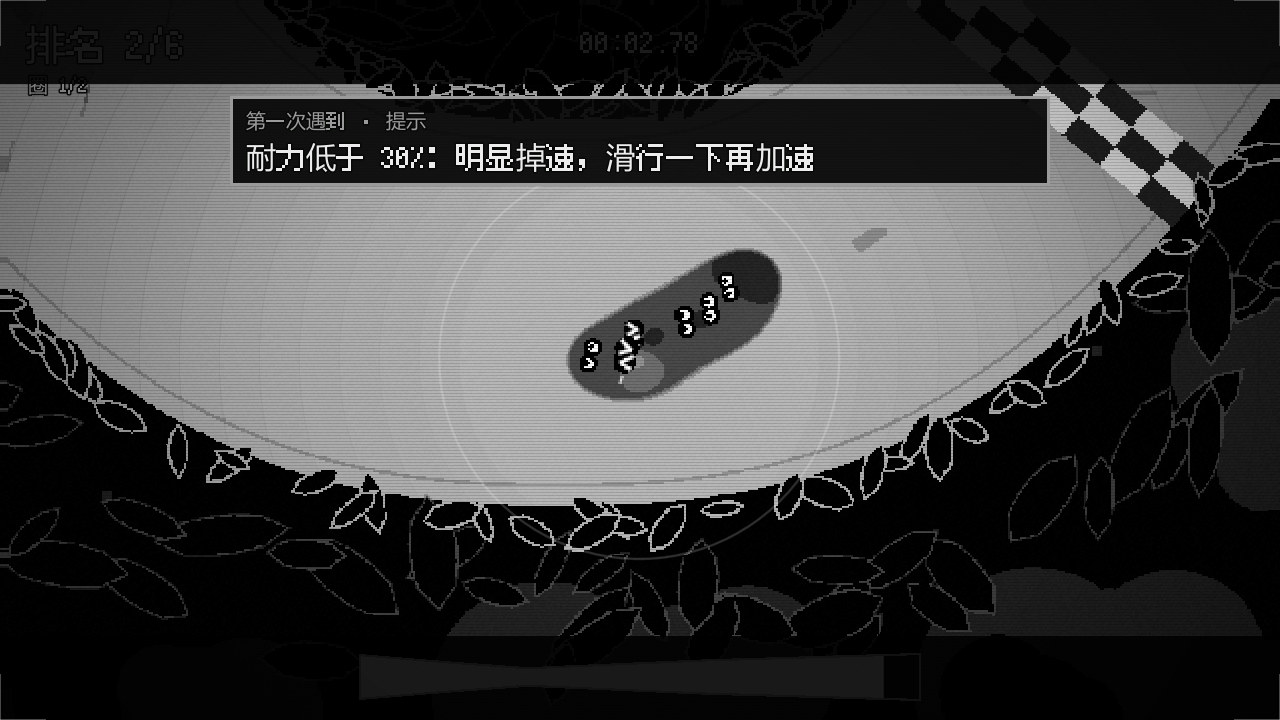 排名 2/6
00:02.78
圈 1/2
第一次遇到 · 提示
耐力低于 30%: 明显掉速, 滑行一下再加速